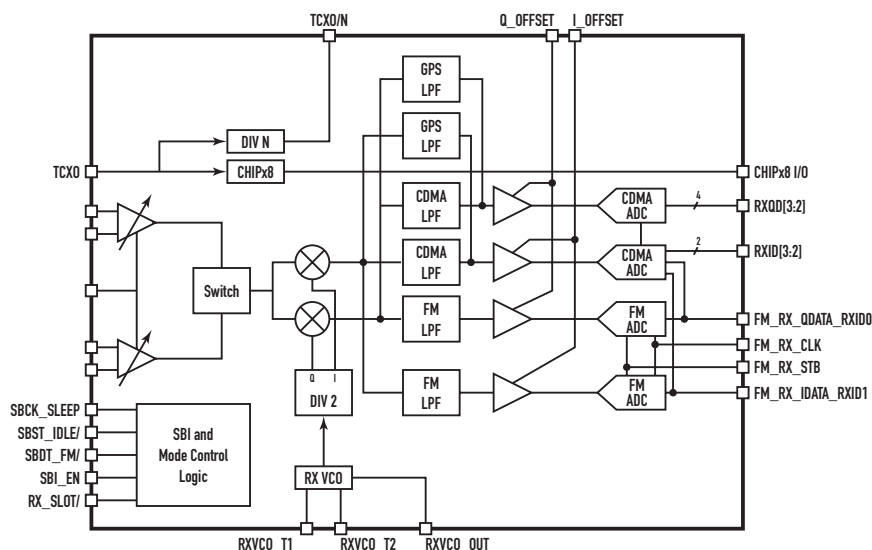 TCXO/N
Q_OFFSET
I_OFFSET
GPS
LPF
GPS
LPF
DIV N
TCXO
CHIPx8
CHIPx8 I/O
CDMA
LPF
CDMA
ADC
4
RXQD[3:2]
CDMA
LPF
CDMA
ADC
2
RXID[3:2]
Switch
FM
LPF
FM
ADC
FM_RX_QDATA_RXID0
FM_RX_CLK
FM_RX_STB
Q
I
DIV 2
FM
LPF
FM
ADC
FM_RX_IDATA_RXID1
SBCK_SLEEP
SBST_IDLE/
SBDT_FM/
SBI_EN
RX_SLOT/
SBI and
Mode Control
Logic
RX VCO
RXVCO_T1
RXVCO_T2
RXVCO_OUT